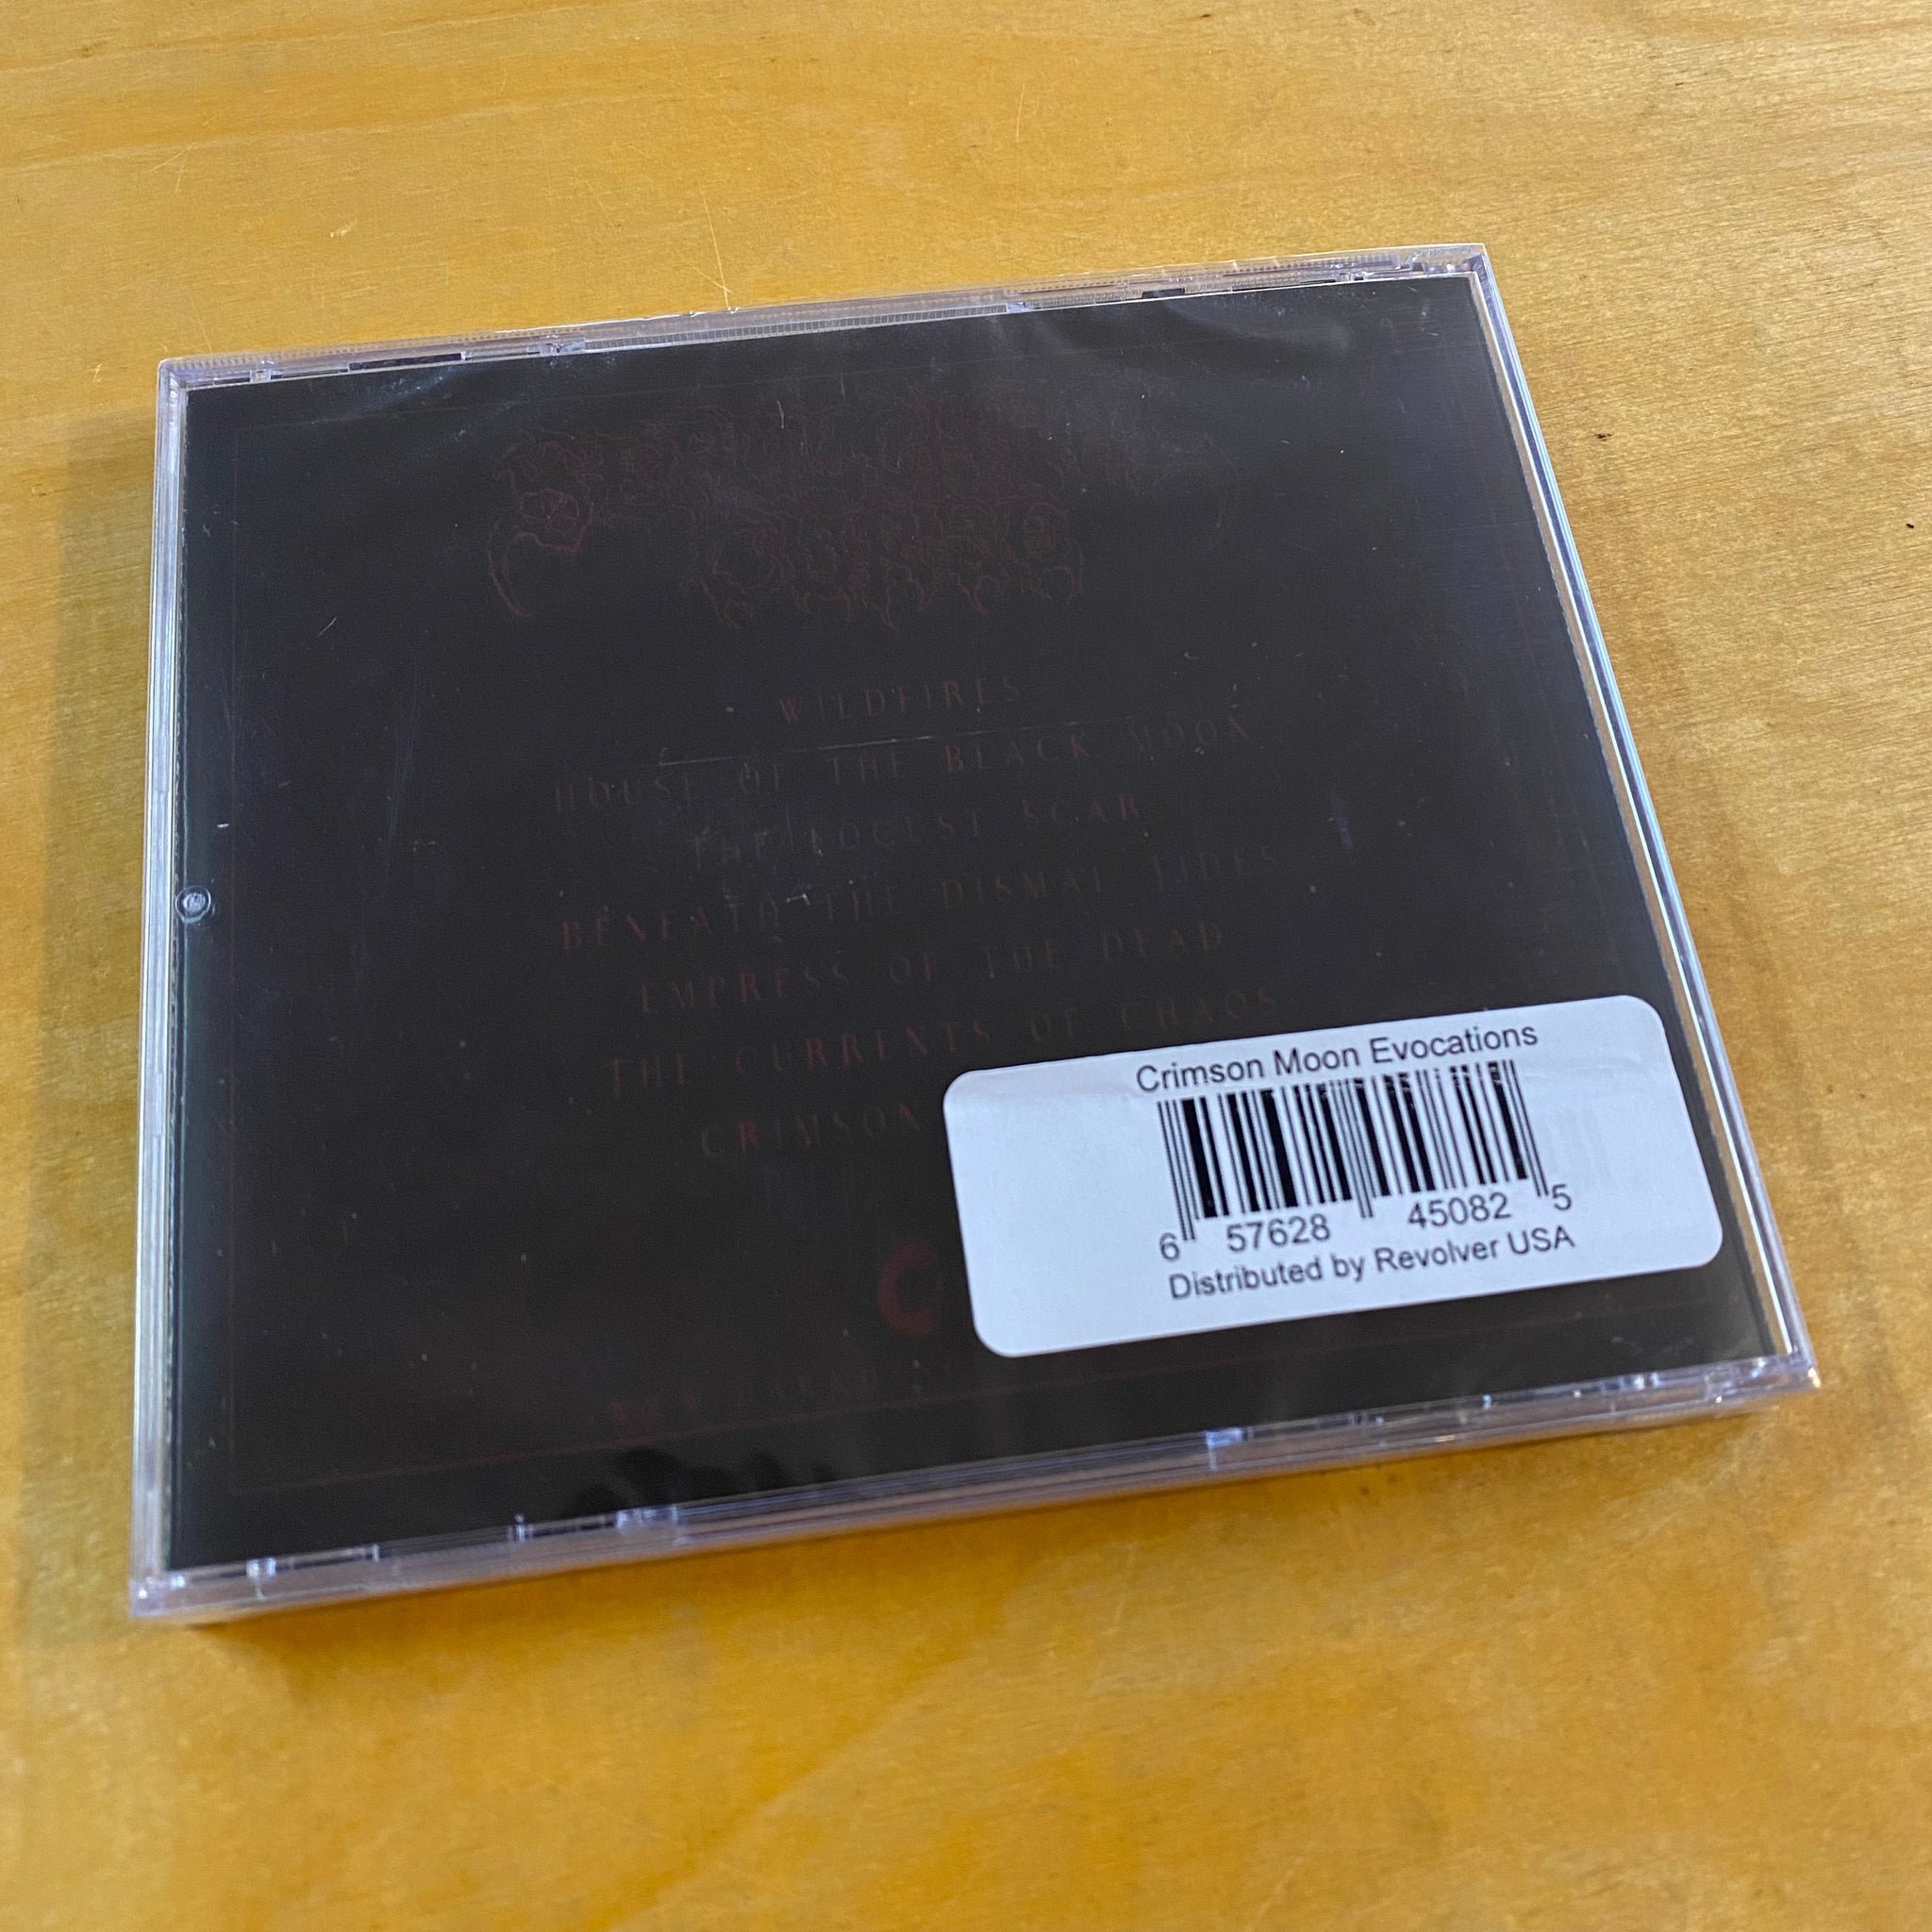 WILDFIRES
HOUSE OF THE BLACK MOON
THE LOCUST SCAR
BENEATH THE DISMAL TIDES
EMPRESS OF THE DEAD
THE CURRENTS OF CHAOS
CRIMSON
Crimson Moon Evocations
6 57628 45082 5
Distributed by Revolver USA